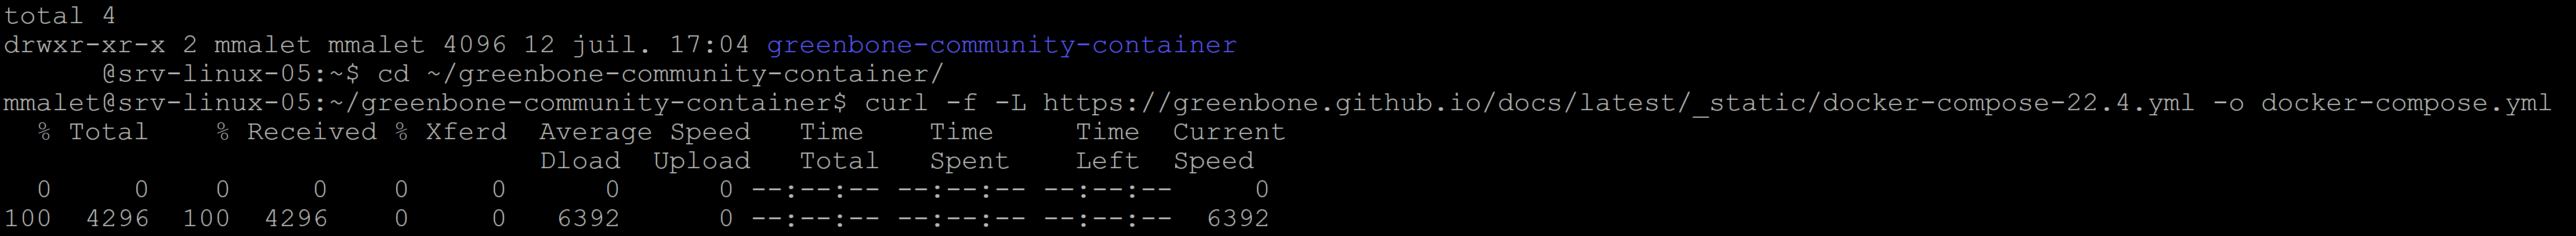 total 4
drwxr-xr-x 2 mmalet mmalet 4096 12 juil. 17:04 greenbone-community-container
@srv-linux-05:~$ cd ~/greenbone-community-container/
mmalet@srv-linux-05:~/greenbone-community-container$ curl -f -L https://greenbone.github.io/docs/latest/_static/docker-compose-22.4.yml -o docker-compose.yml
% Total % Received % Xferd Average Speed Time Time Time Current
Dload Upload Total Spent Left Speed
0 0 0 0 0 0 0 0 --:--:-- --:--:-- --:--:-- 0
100 4296 100 4296 0 0 6392 0 --:--:-- --:--:-- --:--:-- 6392